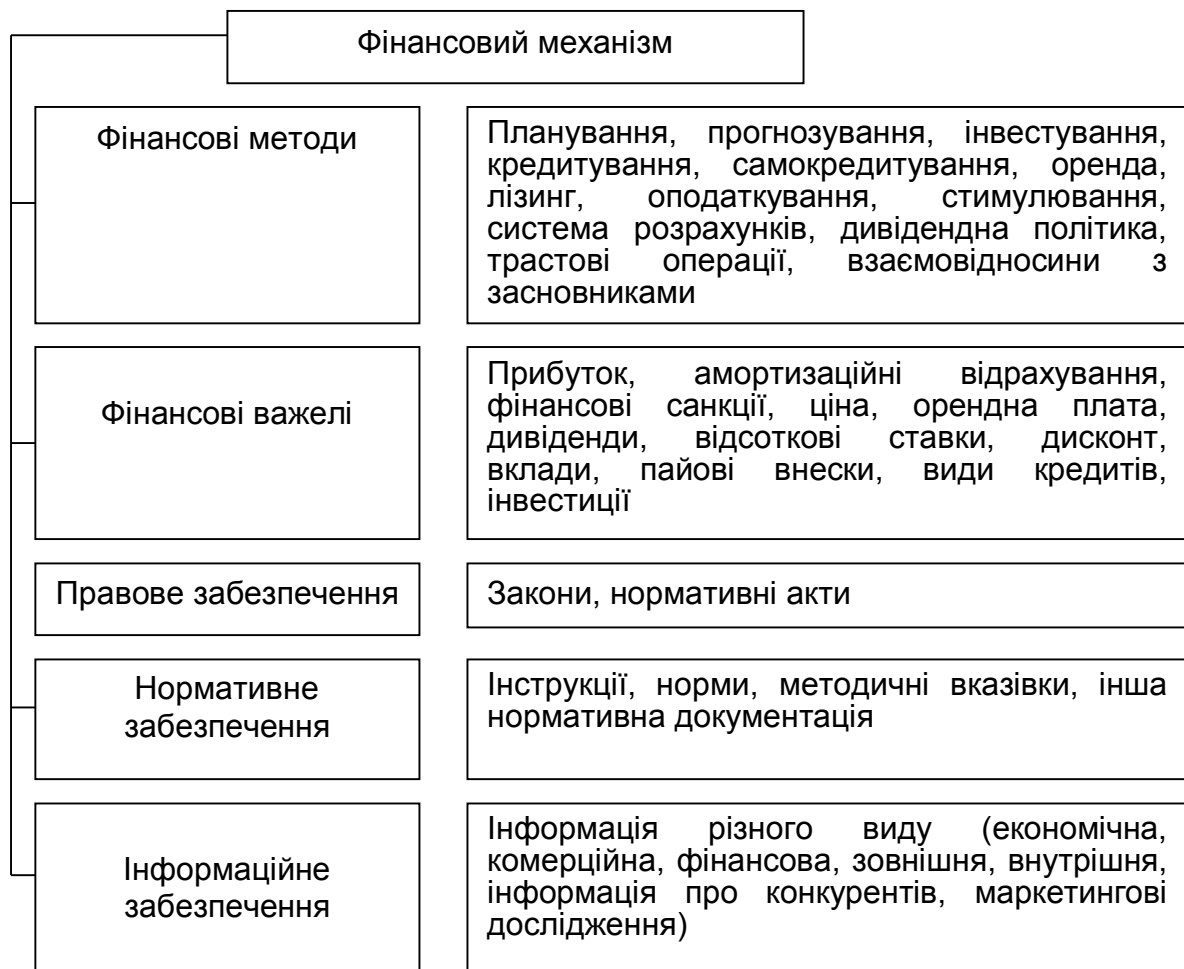 Фінансовий механізм
Фінансові методи
Планування, прогнозування, інвестування,
кредитування, самокредитування, оренда,
лізинг, оподаткування, стимулювання,
система розрахунків, дивідендна політика,
трастові операції, взаємовідносини з
засновниками
Фінансові важелі
Прибуток, амортизаційні відрахування,
фінансові санкції, ціна, орендна плата,
дивіденди, відсоткові ставки, дисконт,
вклади, пайові внески, види кредитів,
інвестиції
Правове забезпечення
Закони, нормативні акти
Нормативне
забезпечення
Інструкції, норми, методичні вказівки, інша
нормативна документація
Інформаційне
забезпечення
Інформація різного виду (економічна,
комерційна, фінансова, зовнішня, внутрішня,
інформація про конкурентів, маркетингові
дослідження)